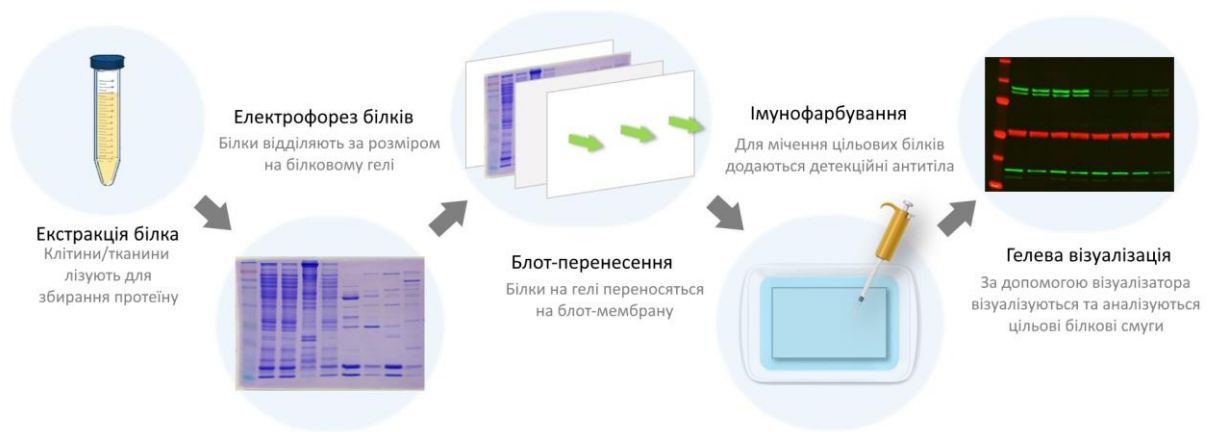 Екстракція білка
Клітини/тканини
лізують для
збирання протеїну
Електрофорез білків
Білки відділяють за розміром
на білковому гелі
Блот-перенесення
Білки на гелі переносяться
на блот-мембрану
Імунофарбування
Для мічення цільових білків
додаються детекційні антитіла
Гелева візуалізація
За допомогою візуалізатора
візуалізуються та аналізуються
цільові білкові смуги